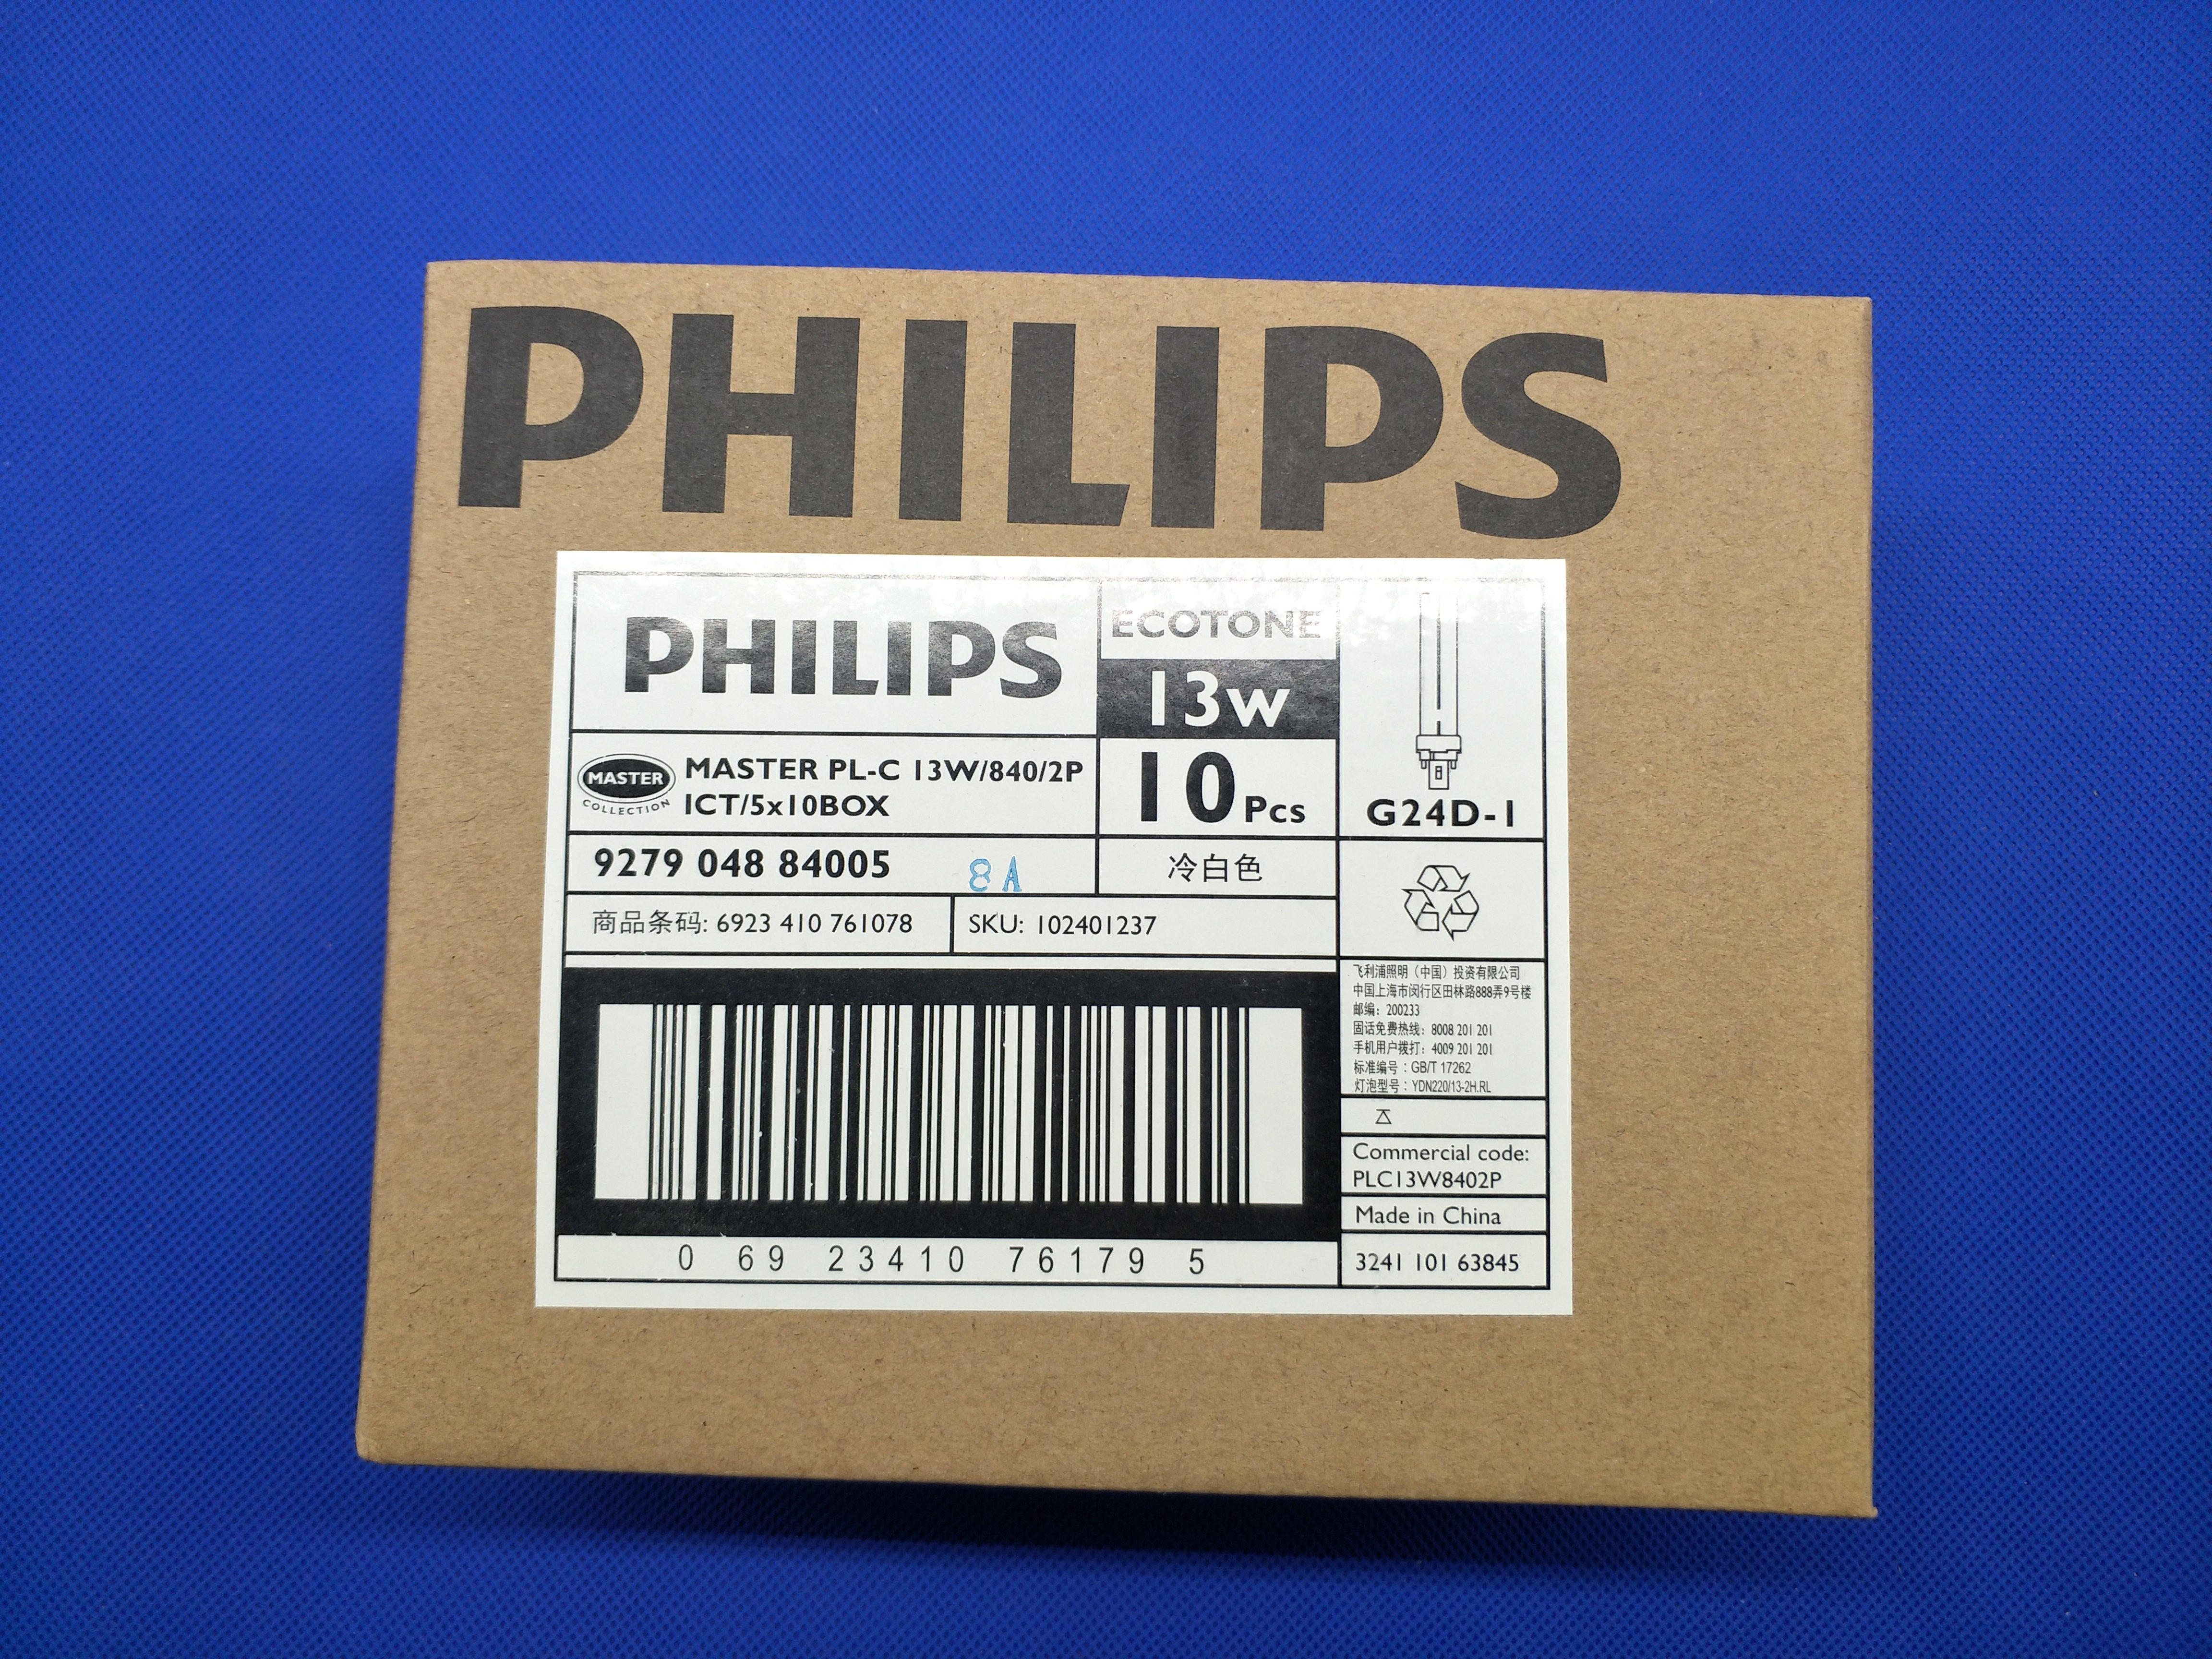 PHILIPS
PHILIPS
ECOTONE
13W
MASTER
COLLECTION
MASTER PL-C 13W/840/2P
1CT/5x10BOX
10 Pcs
G24D-1
9279 048 84005
8A
冷白色
商品条码: 6923 410 761078
SKU: 102401237
飞利浦照明（中国）投资有限公司
中国上海市闵行区田林路888弄9号楼
邮编: 200233
固话免费热线: 8008 201 201
手机用户拨打: 4009 201 201
标准编号: GB/T 17262
灯泡型号: YDN220/13-2H.RL
Commercial code:
PLC13W8402P
Made in China
0 69 23410 76179 5
3241 101 63845